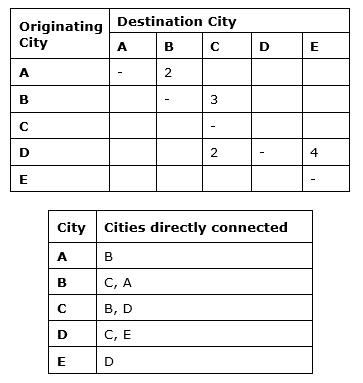 Originating City Destination City
A B C D E
A - 2
B - 3
C -
D 2 - 4
E -
City Cities directly connected
A B
B C, A
C B, D
D C, E
E D